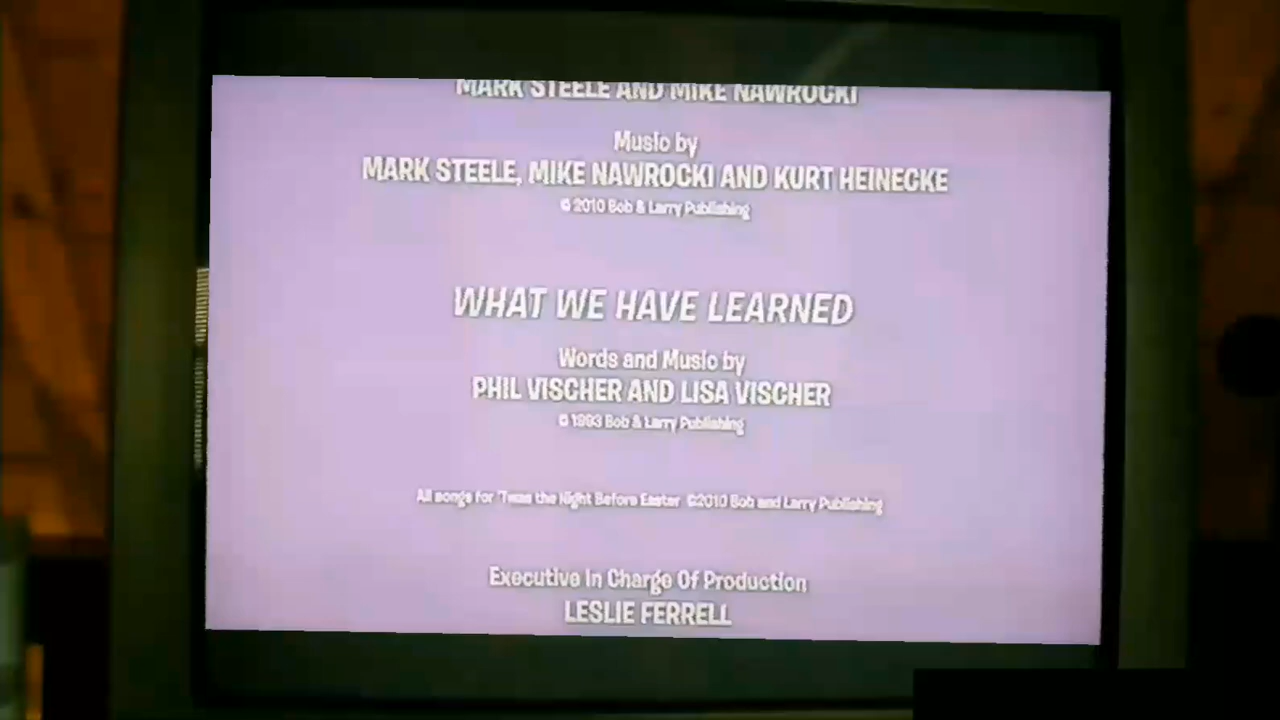 MARK STEELE AND MIKE NAWROCKI
Music by
MARK STEELE, MIKE NAWROCKI AND KURT HEINECKE
© 2010 Bob & Larry Publishing
WHAT WE HAVE LEARNED
Words and Music by
PHIL VISCHER AND LISA VISCHER
© 1993 Bob & Larry Publishing
All songs for 'Twas the Night Before Easter ©2010 Bob and Larry Publishing
Executive In Charge Of Production
LESLIE FERRELL